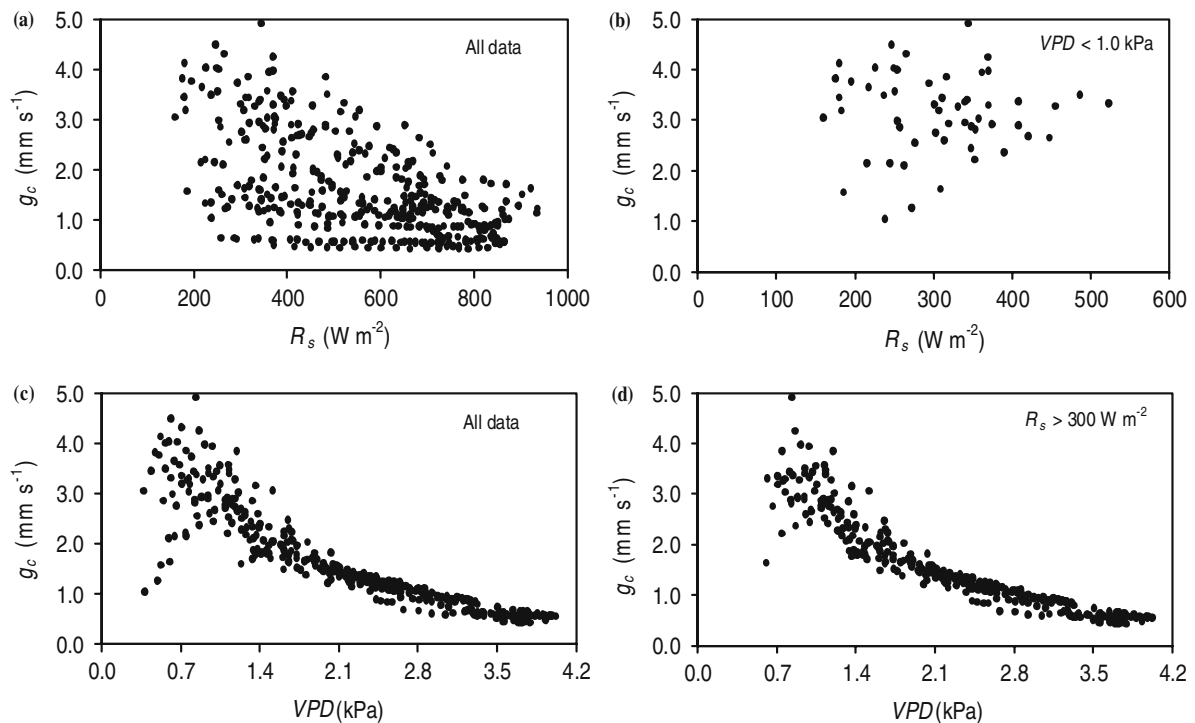 (a)
All data
5.0
4.0
3.0
2.0
1.0
0.0
g_c (mm s⁻¹)
0 200 400 600 800 1000
R_s (W m⁻²)
(b)
VPD < 1.0 kPa
5.0
4.0
3.0
2.0
1.0
0.0
g_c (mm s⁻¹)
0 100 200 300 400 500 600
R_s (W m⁻²)
(c)
All data
5.0
4.0
3.0
2.0
1.0
0.0
g_c (mm s⁻¹)
0.0 0.7 1.4 2.1 2.8 3.5 4.2
VPD (kPa)
(d)
R_s > 300 W m⁻²
5.0
4.0
3.0
2.0
1.0
0.0
g_c (mm s⁻¹)
0.0 0.7 1.4 2.1 2.8 3.5 4.2
VPD (kPa)